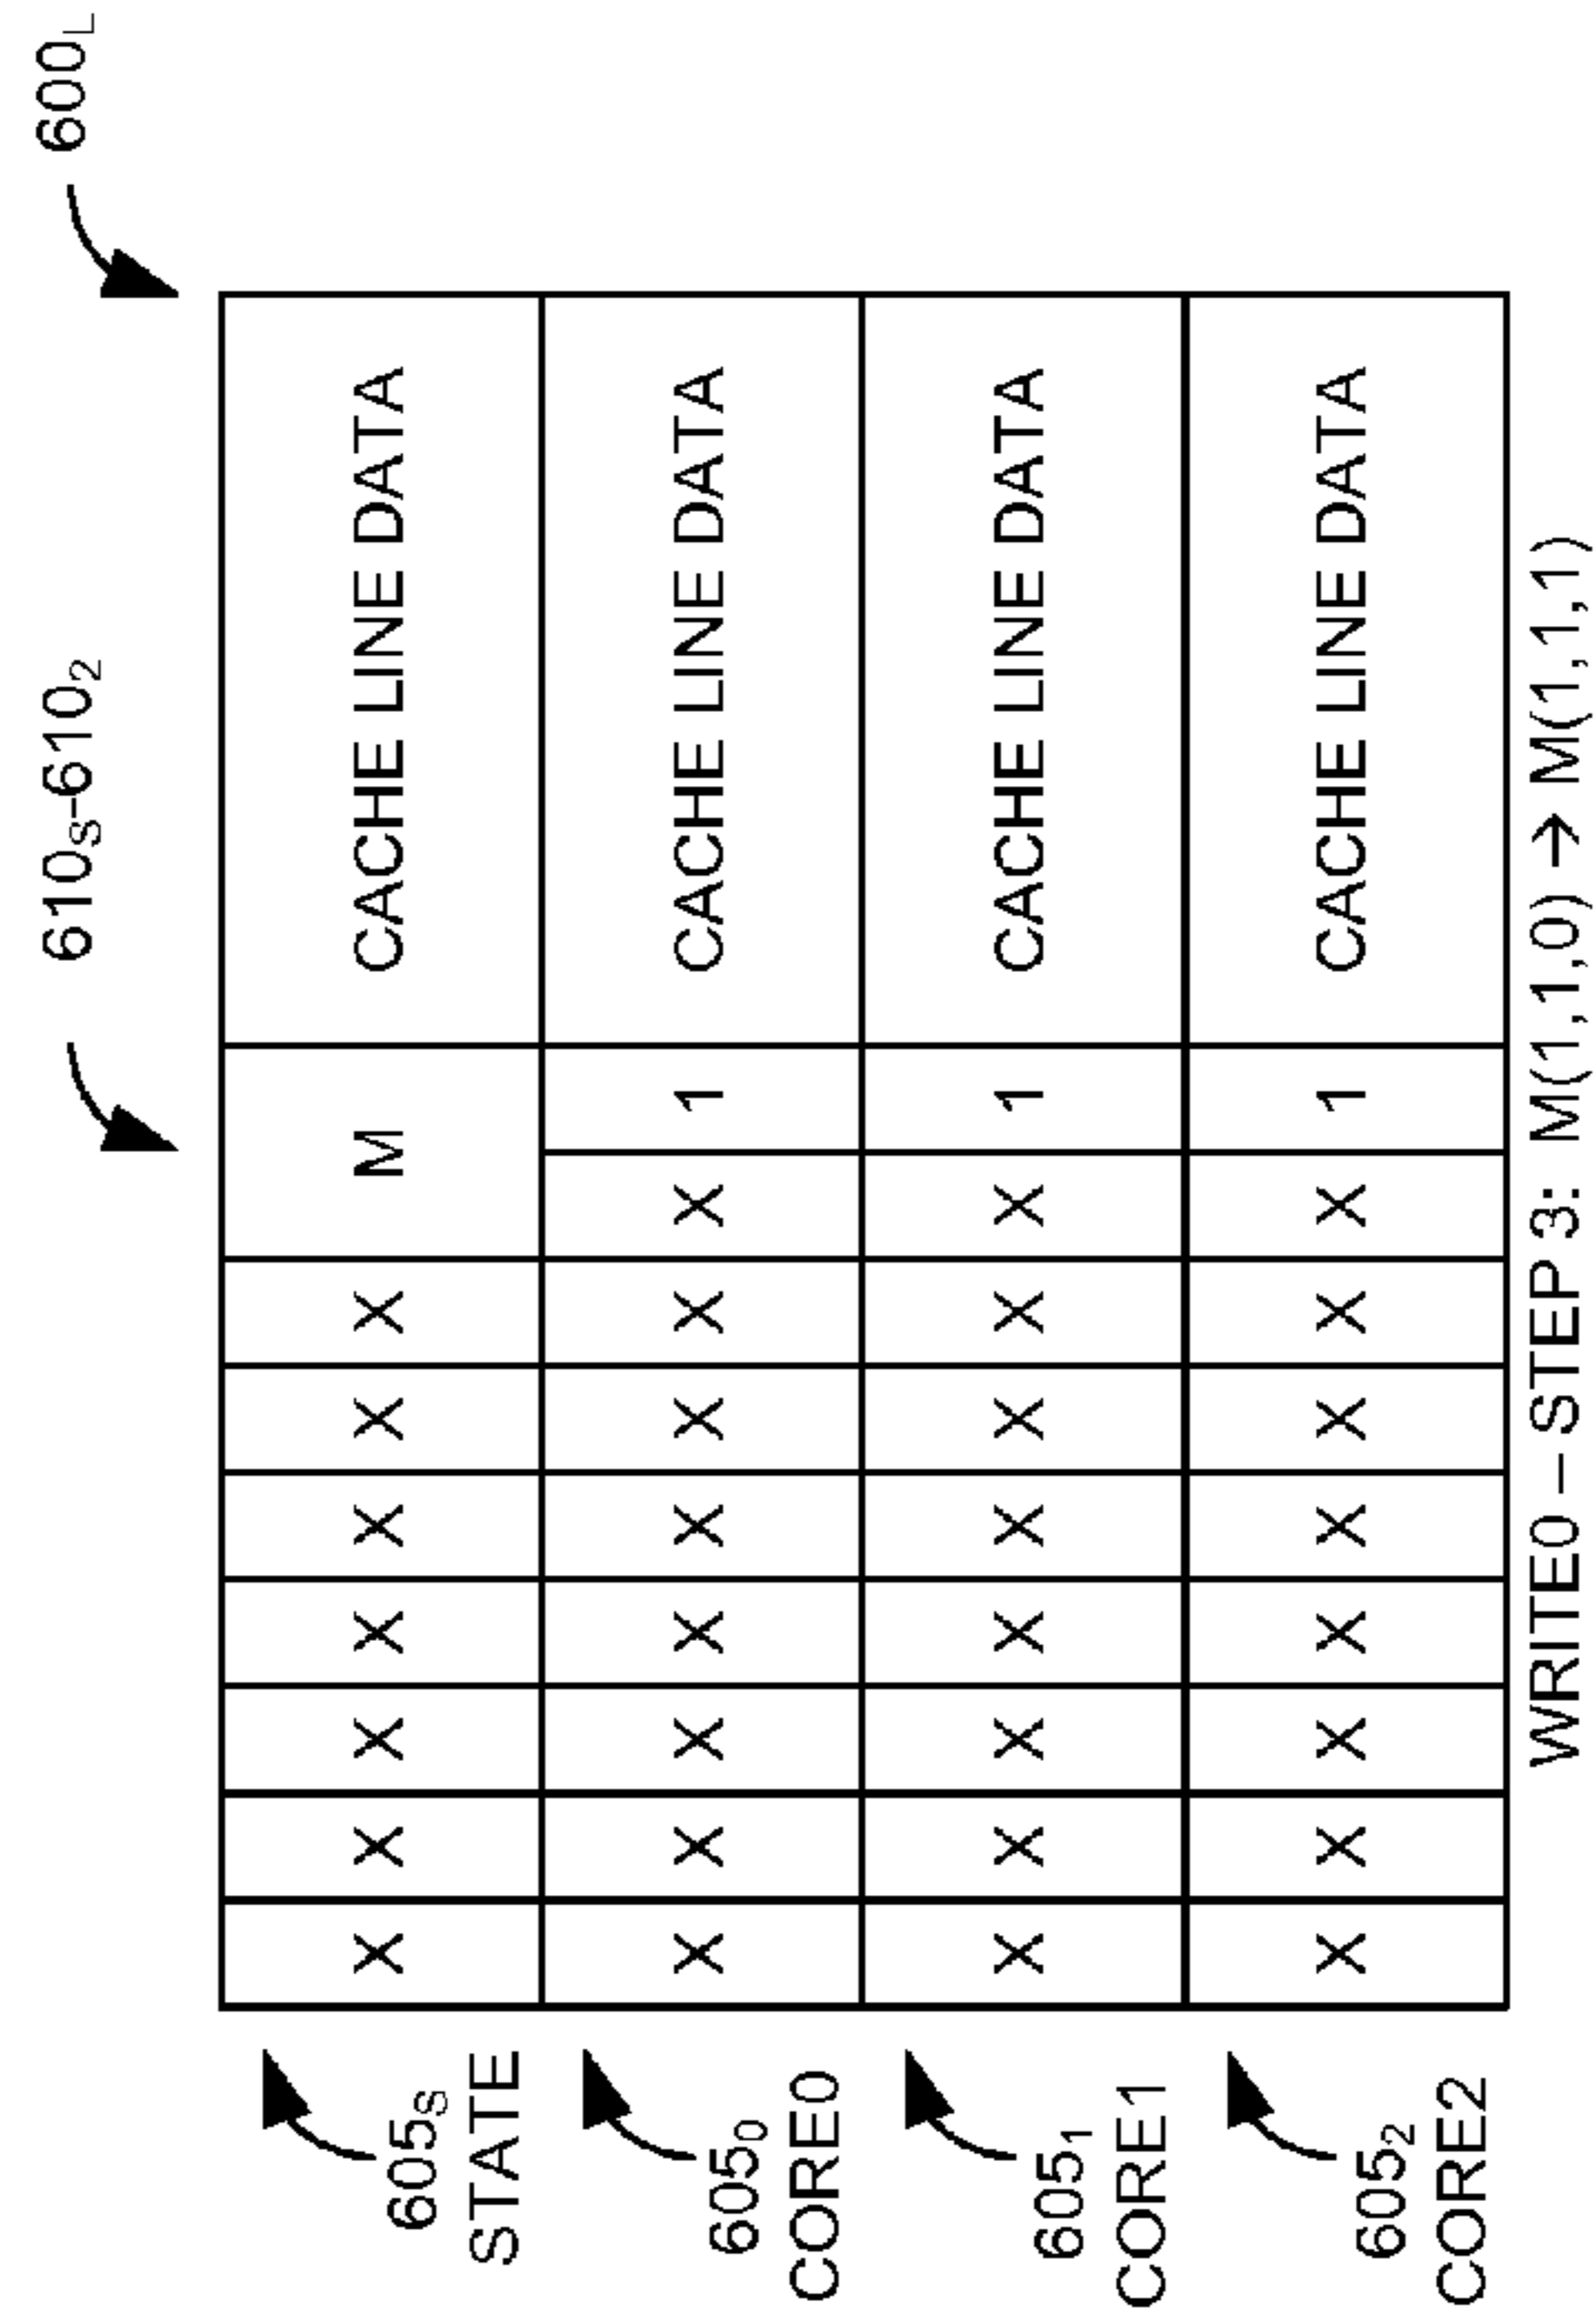 610S-6102 600L
605S STATE X X X X X X X M CACHE LINE DATA
6050 CORE0 X X X X X X X X 1 CACHE LINE DATA
6051 CORE1 X X X X X X X X 1 CACHE LINE DATA
6052 CORE2 X X X X X X X X 1 CACHE LINE DATA
WRITE0 – STEP 3: M(1,1,0) → M(1,1,1)